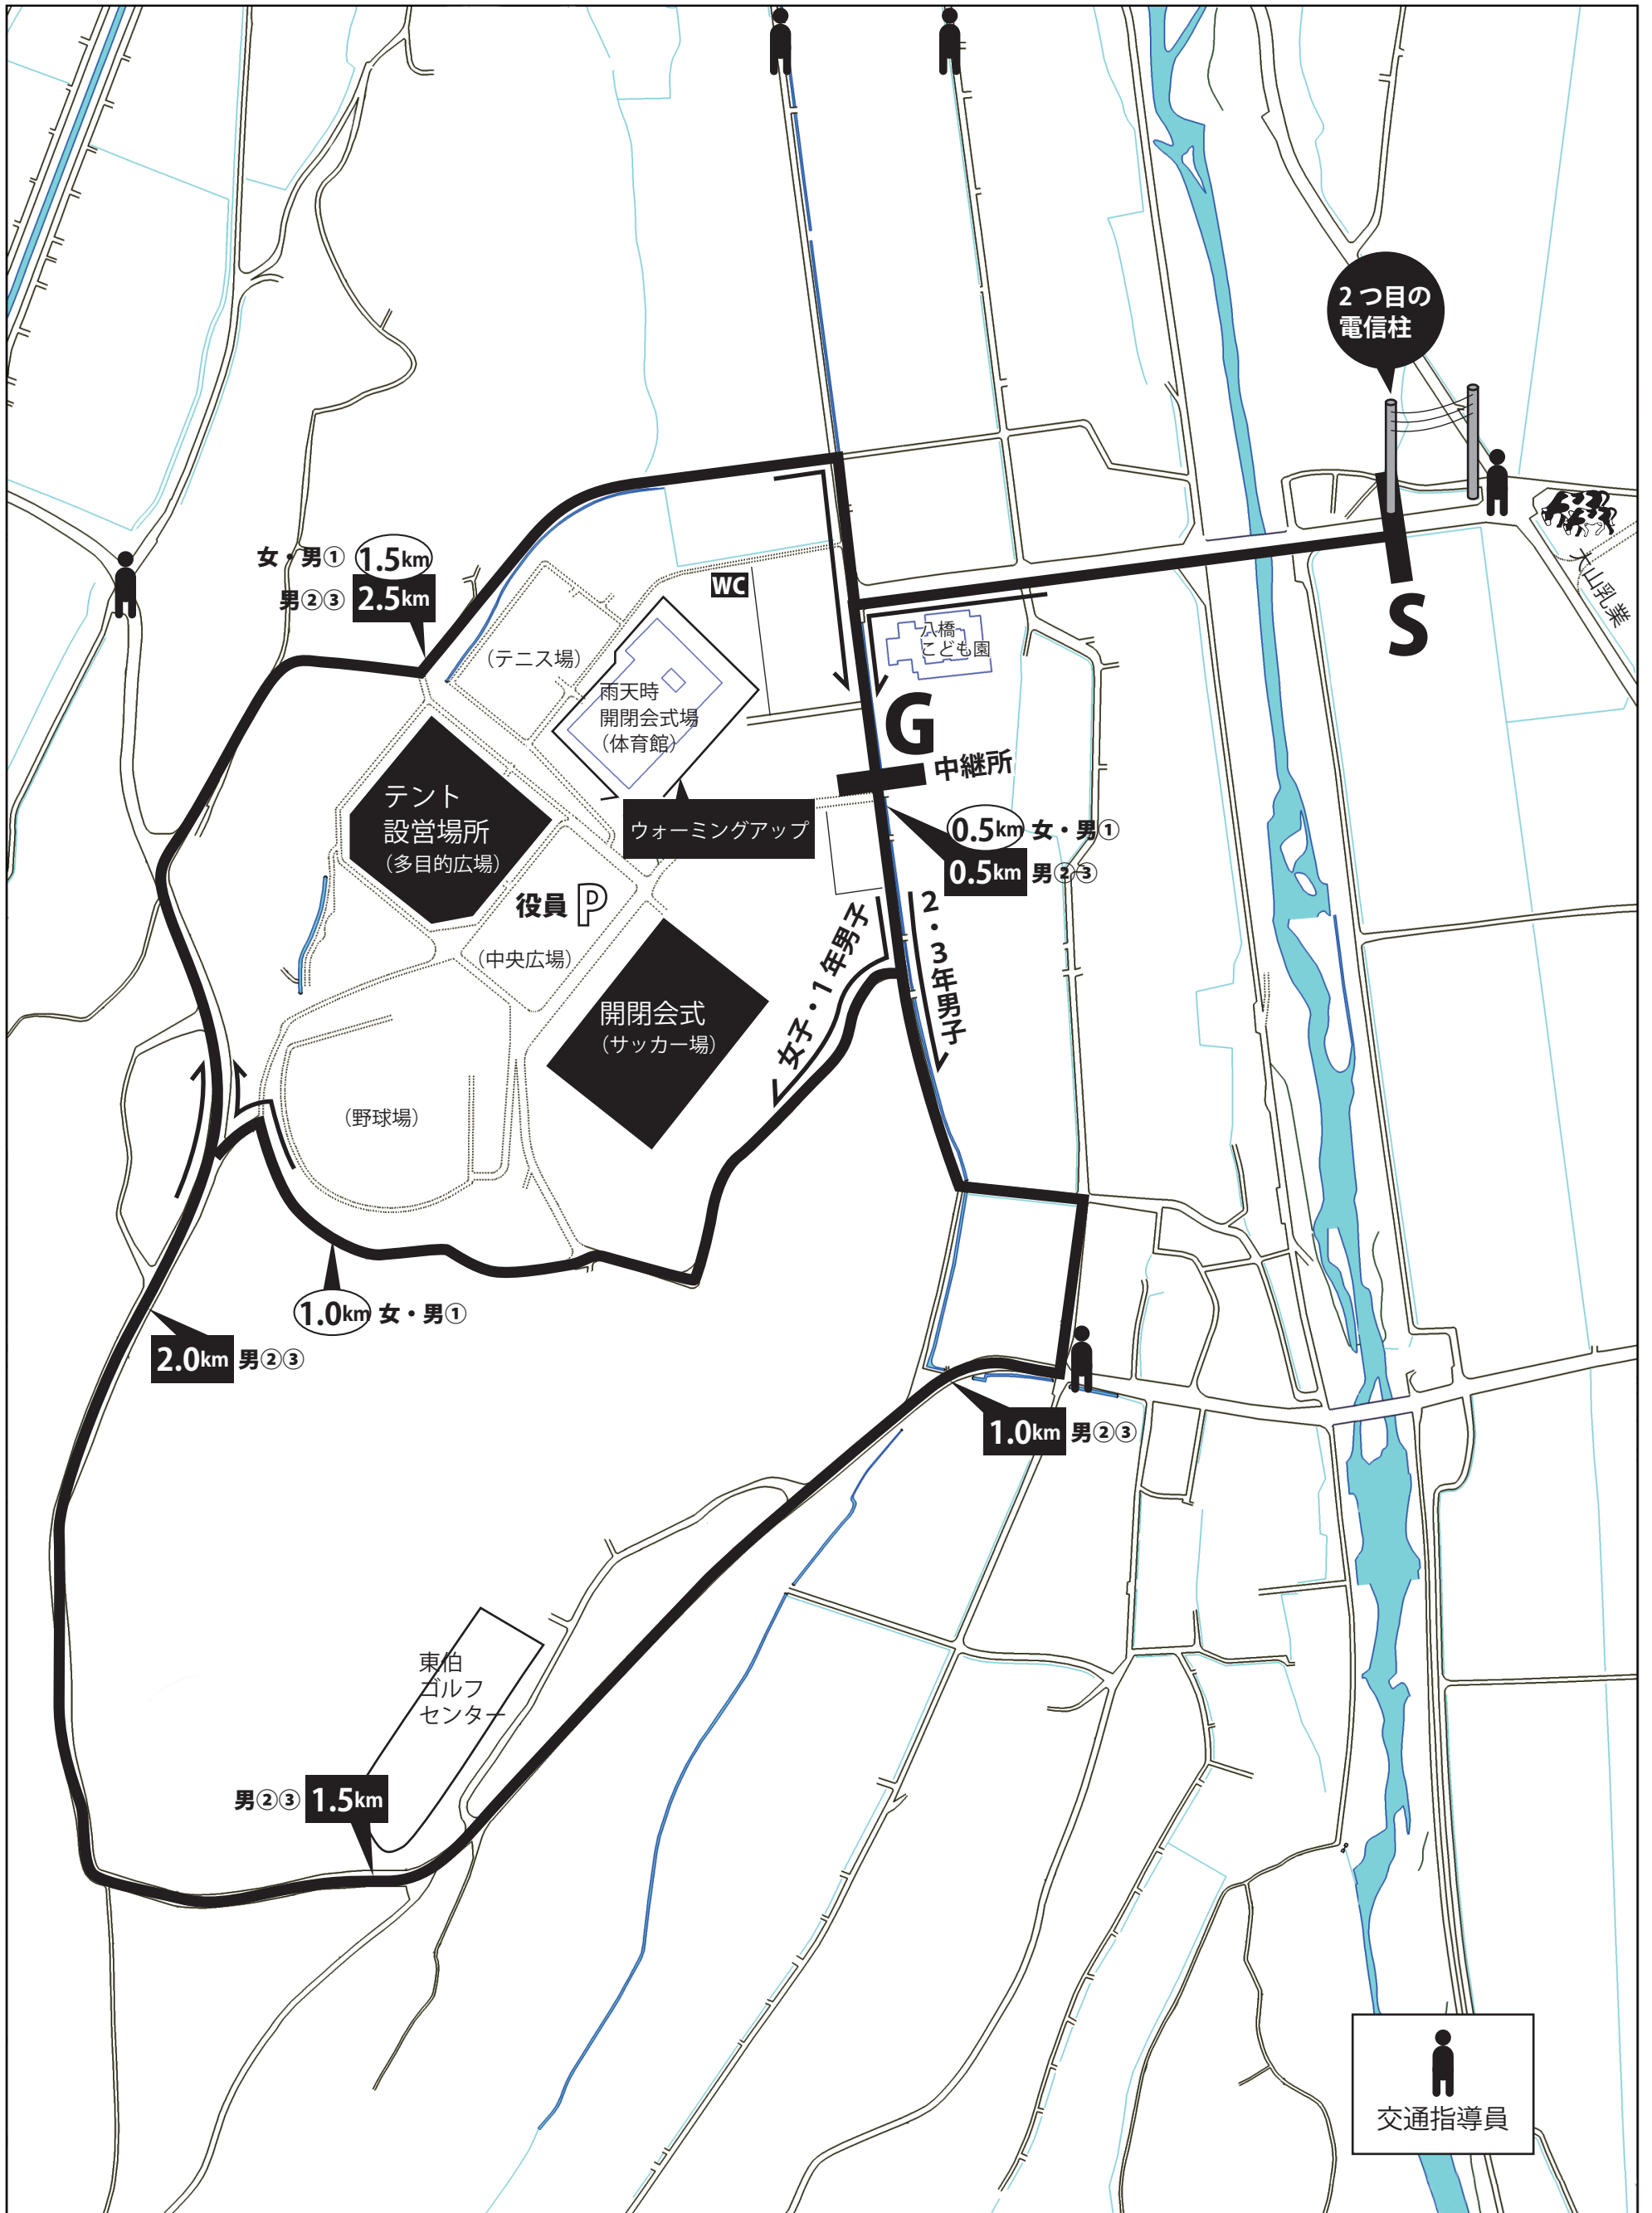 2つ目の
電信柱
大山乳業
S
女・男① 1.5km
男②③ 2.5km
WC
(テニス場)
八橋
こども園
雨天時
開閉会式場
(体育館)
G
中継所
テント
設営場所
(多目的広場)
ウォーミングアップ
0.5km 女・男①
0.5km 男②③
役員 P
(中央広場)
女子・1年男子
2・3年男子
開閉会式
(サッカー場)
(野球場)
1.0km 女・男①
2.0km 男②③
1.0km 男②③
東伯
ゴルフ
センター
男②③ 1.5km
交通指導員